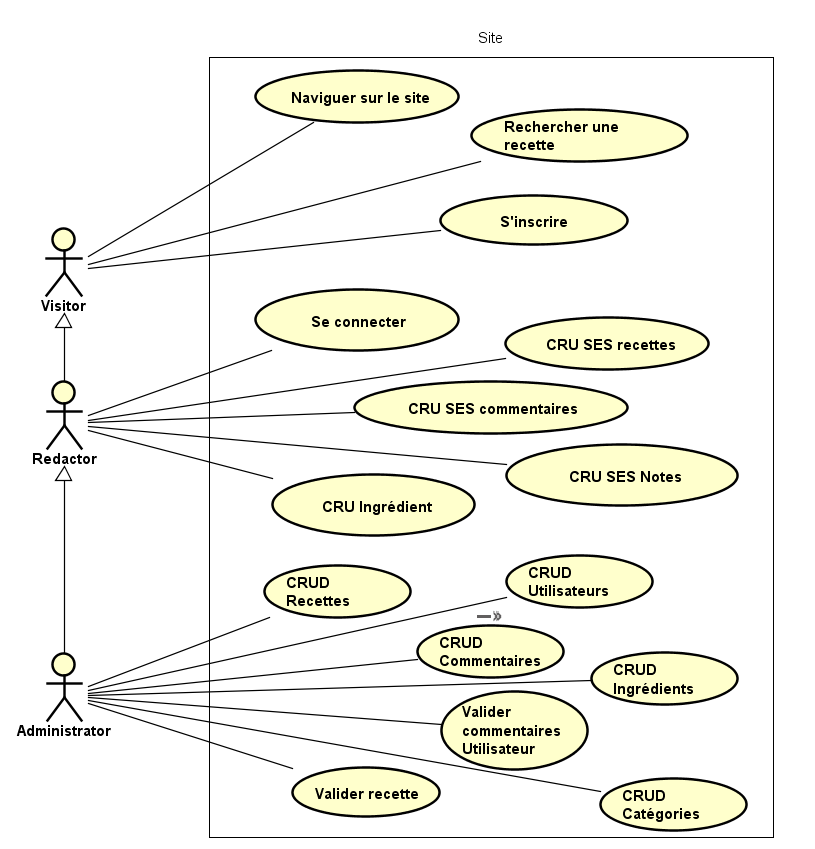 Site
Naviguer sur le site
Rechercher une
recette
S'inscrire
Visitor
Se connecter
CRU SES recettes
CRU SES commentaires
Redactor
CRU SES Notes
CRU Ingrédient
CRUD
Recettes
CRUD
Utilisateurs
CRUD
Commentaires
CRUD
Ingrédients
Administrator
Valider
commentaires
Utilisateur
Valider recette
CRUD
Catégories